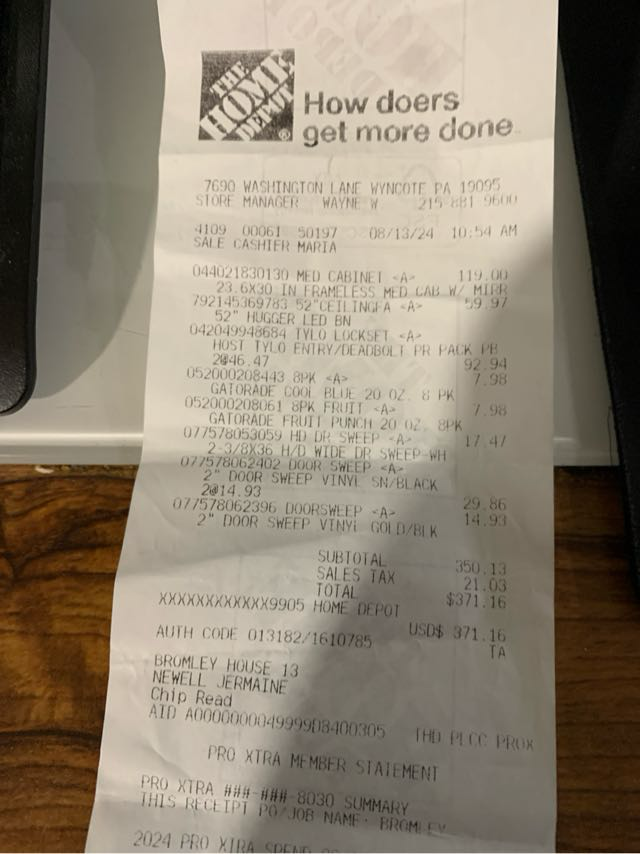 THE HOME DEPOT®
How doers
get more done
7690 WASHINGTON LANE WYNCOTE PA 19095
STORE MANAGER WAYNE W 215 881 9600
4109 00061 50197 08/13/24 10:54 AM
SALE CASHIER MARIA
044021830130 MED CABINET <A> 119.00
23.6X30 IN FRAMELESS MED CAB W/ MIRR
792145369783 52"CEILINGFA <A> 59.97
52" HUGGER LED BN
042049948684 TYLO LOCKSET <A>
HOST TYLO ENTRY/DEADBOLT PR PACK PB
2@46.47 92.94
052000208443 8PK <A> 7.98
GATORADE COOL BLUE 20 OZ. 8 PK
052000208061 8PK FRUIT <A> 7.98
GATORADE FRUIT PUNCH 20 OZ. 8PK
077578053059 HD DR SWEEP <A> 17.47
2-3/8X36 H/D WIDE DR SWEEP-WH
077578062402 DOOR SWEEP <A>
2" DOOR SWEEP VINYL SN/BLACK
2@14.93 29.86
077578062396 DOORSWEEP <A> 14.93
2" DOOR SWEEP VINYL GOLD/BLK
SUBTOTAL 350.13
SALES TAX 21.03
TOTAL $371.16
XXXXXXXXXXXX9905 HOME DEPOT
USD$ 371.16
AUTH CODE 013182/1610785 TA
BROMLEY HOUSE 13
NEWELL JERMAINE
Chip Read
AID A0000000049999D8400305 THD PLCC PROX
PRO XTRA MEMBER STATEMENT
PRO XTRA ###-###-8030 SUMMARY
THIS RECEIPT PO/JOB NAME: BROMLEY
2024 PRO XTRA SPEND